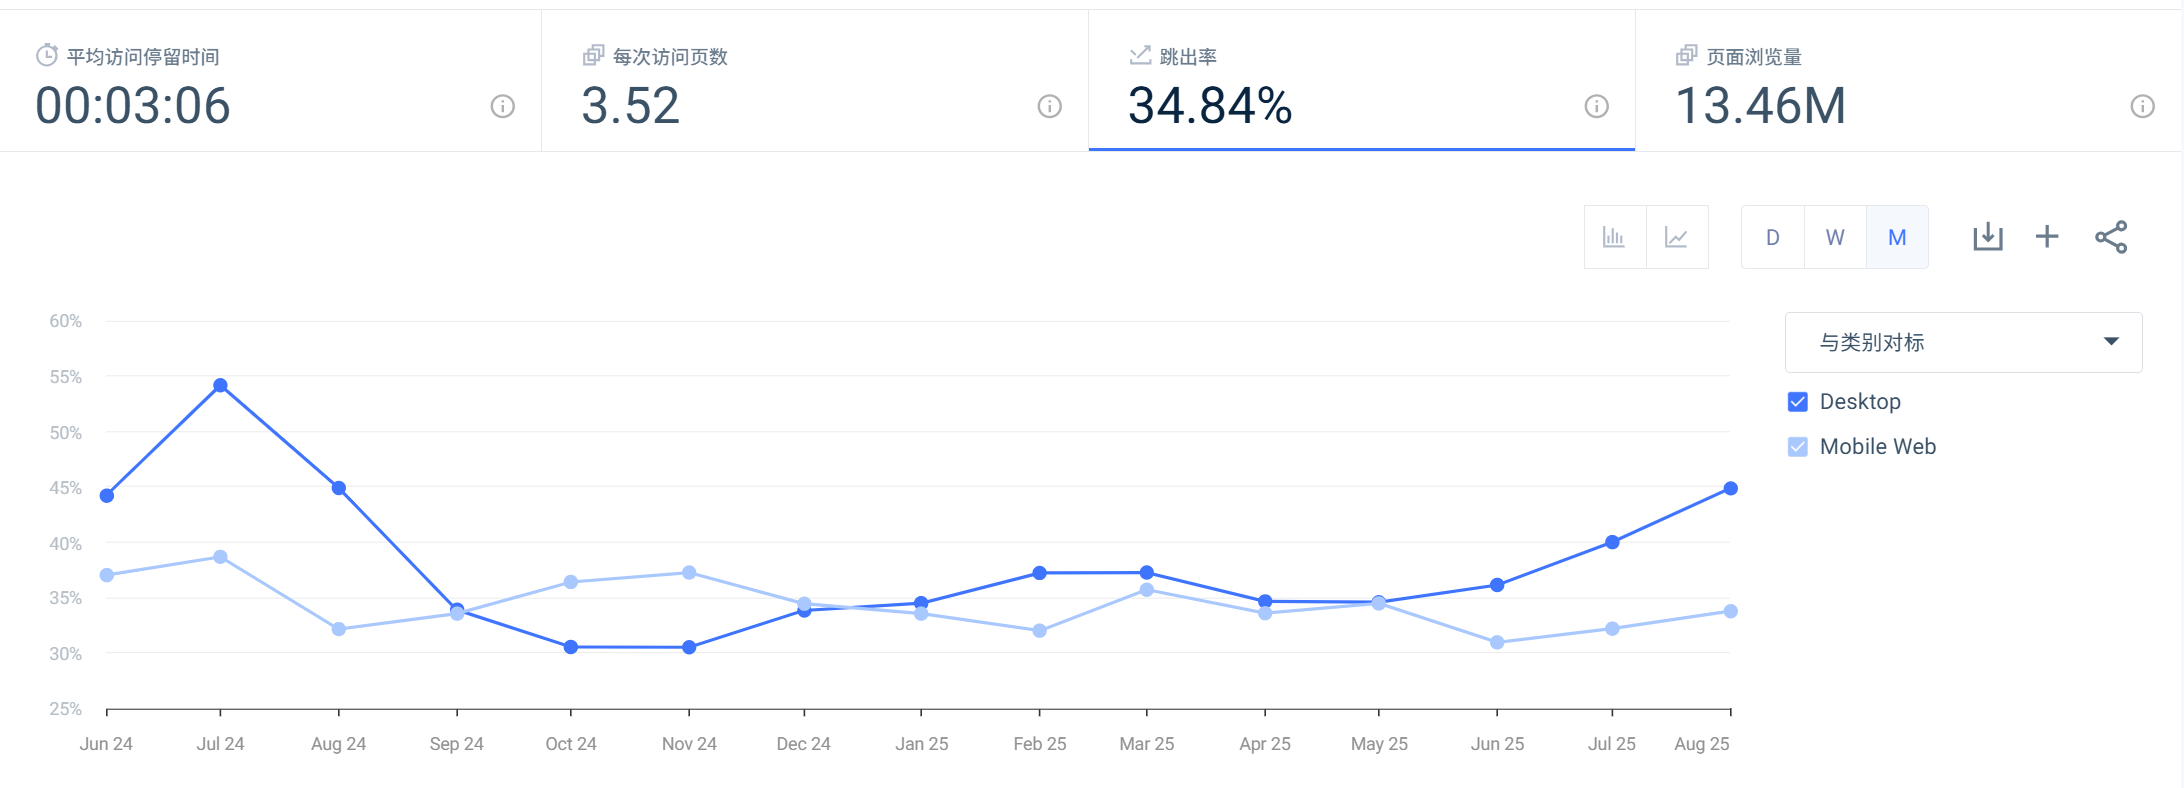 平均访问停留时间
00:03:06
每次访问页数
3.52
跳出率
34.84%
页面浏览量
13.46M
D W M
60%
55%
50%
45%
40%
35%
30%
25%
Jun 24 Jul 24 Aug 24 Sep 24 Oct 24 Nov 24 Dec 24 Jan 25 Feb 25 Mar 25 Apr 25 May 25 Jun 25 Jul 25 Aug 25
与类别对标
Desktop
Mobile Web